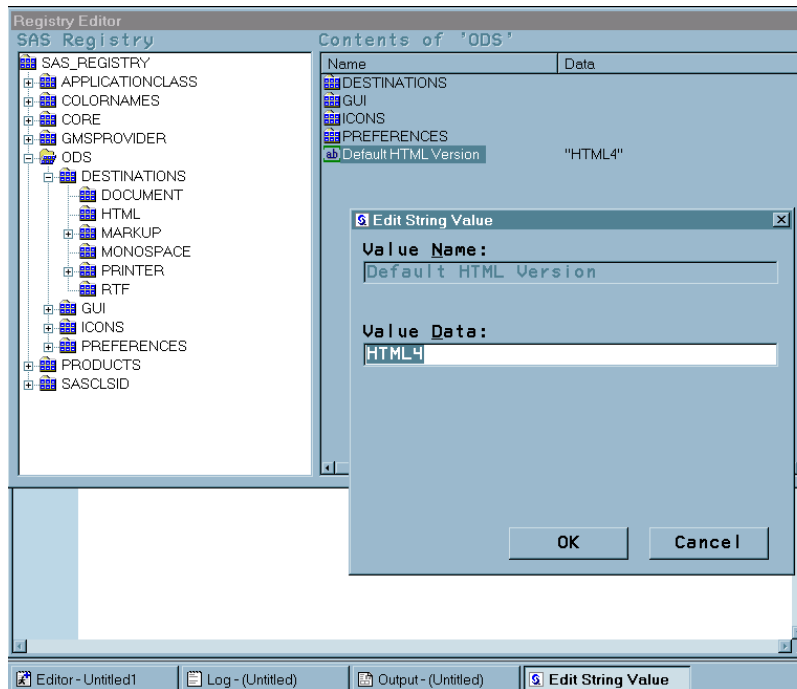 Registry Editor
SAS Registry
Contents of 'ODS'
SAS_REGISTRY
APPLICATIONCLASS
COLORNAMES
CORE
GMSPROVIDER
ODS
DESTINATIONS
DOCUMENT
HTML
MARKUP
MONOSPACE
PRINTER
RTF
GUI
ICONS
PREFERENCES
PRODUCTS
SASCLSID
Name Data
DESTINATIONS
GUI
ICONS
PREFERENCES
ab Default HTML Version "HTML4"
Edit String Value
Value Name:
Default HTML Version
Value Data:
HTML4
OK Cancel
Editor - Untitled1 Log - (Untitled) Output - (Untitled) Edit String Value